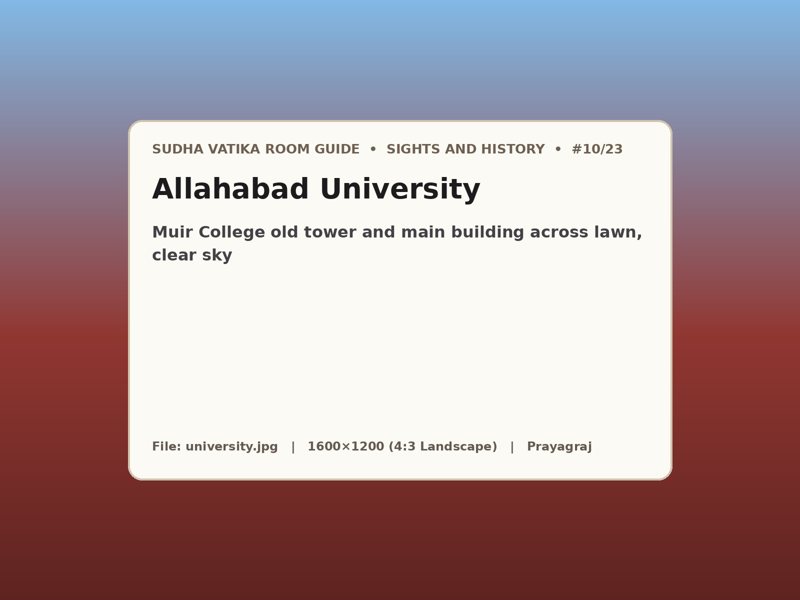 SUDHA VATIKA ROOM GUIDE • SIGHTS AND HISTORY • #10/23
Allahabad University
Muir College old tower and main building across lawn,
clear sky
File: university.jpg | 1600×1200 (4:3 Landscape) | Prayagraj